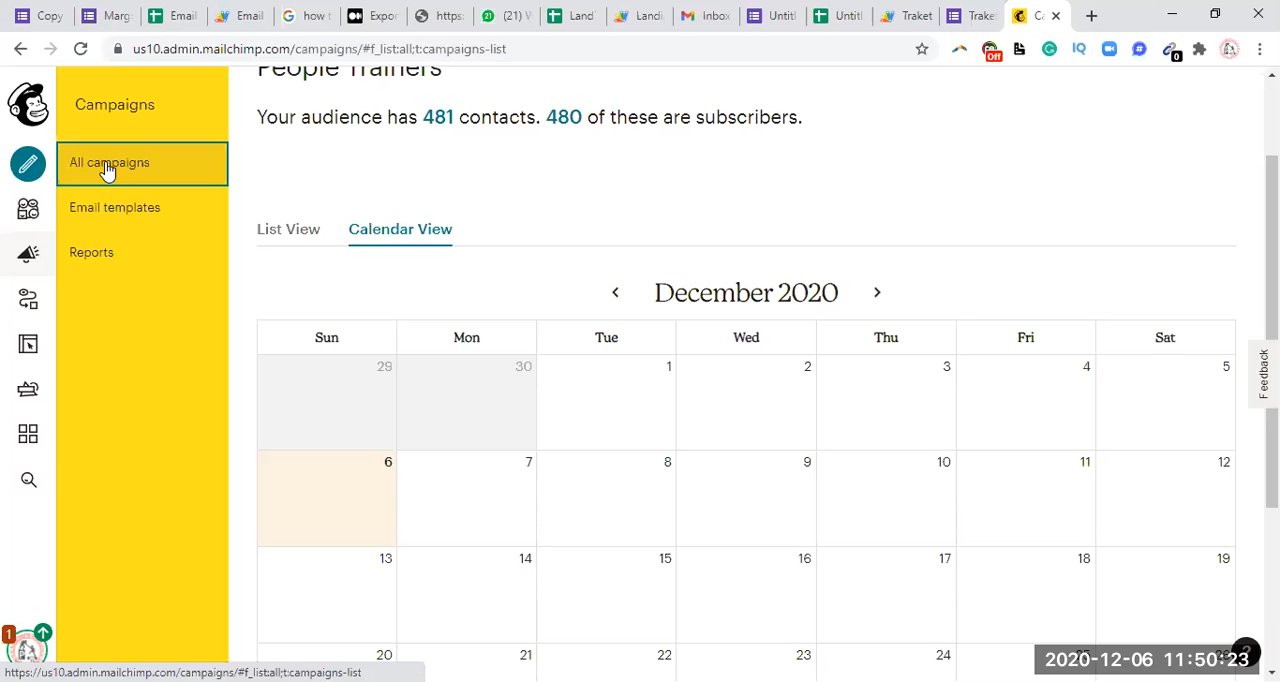 Copy
Marg
Email
Email
how t
Expor
https:
(21) V
Land
Landi
Inbox
Untitl
Untitl
Traket
Trake
Ca
us10.admin.mailchimp.com/campaigns/#f_list:all;t:campaigns-list
Off
IQ
0
Campaigns
All campaigns
Email templates
Reports
People Trainers
Your audience has 481 contacts. 480 of these are subscribers.
List View
Calendar View
December 2020
Sun Mon Tue Wed Thu Fri Sat
29 30 1 2 3 4 5
6 7 8 9 10 11 12
13 14 15 16 17 18 19
20 21 22 23 24
Feedback
1
https://us10.admin.mailchimp.com/campaigns/#f_list:all;t:campaigns-list
2020-12-06 11:50:23